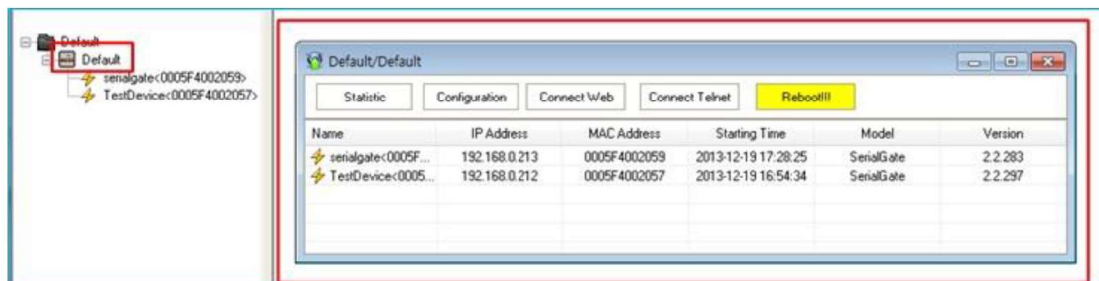 Default
Default
serialgate<0005F4002059>
TestDevice<0005F4002057>
Default/Default
Statistic Configuration Connect Web Connect Telnet Reboot!!!
Name IP Address MAC Address Starting Time Model Version
serialgate<0005F... 192.168.0.213 0005F4002059 2013-12-19 17:28:25 SerialGate 2.2.283
TestDevice<0005... 192.168.0.212 0005F4002057 2013-12-19 16:54:34 SerialGate 2.2.297